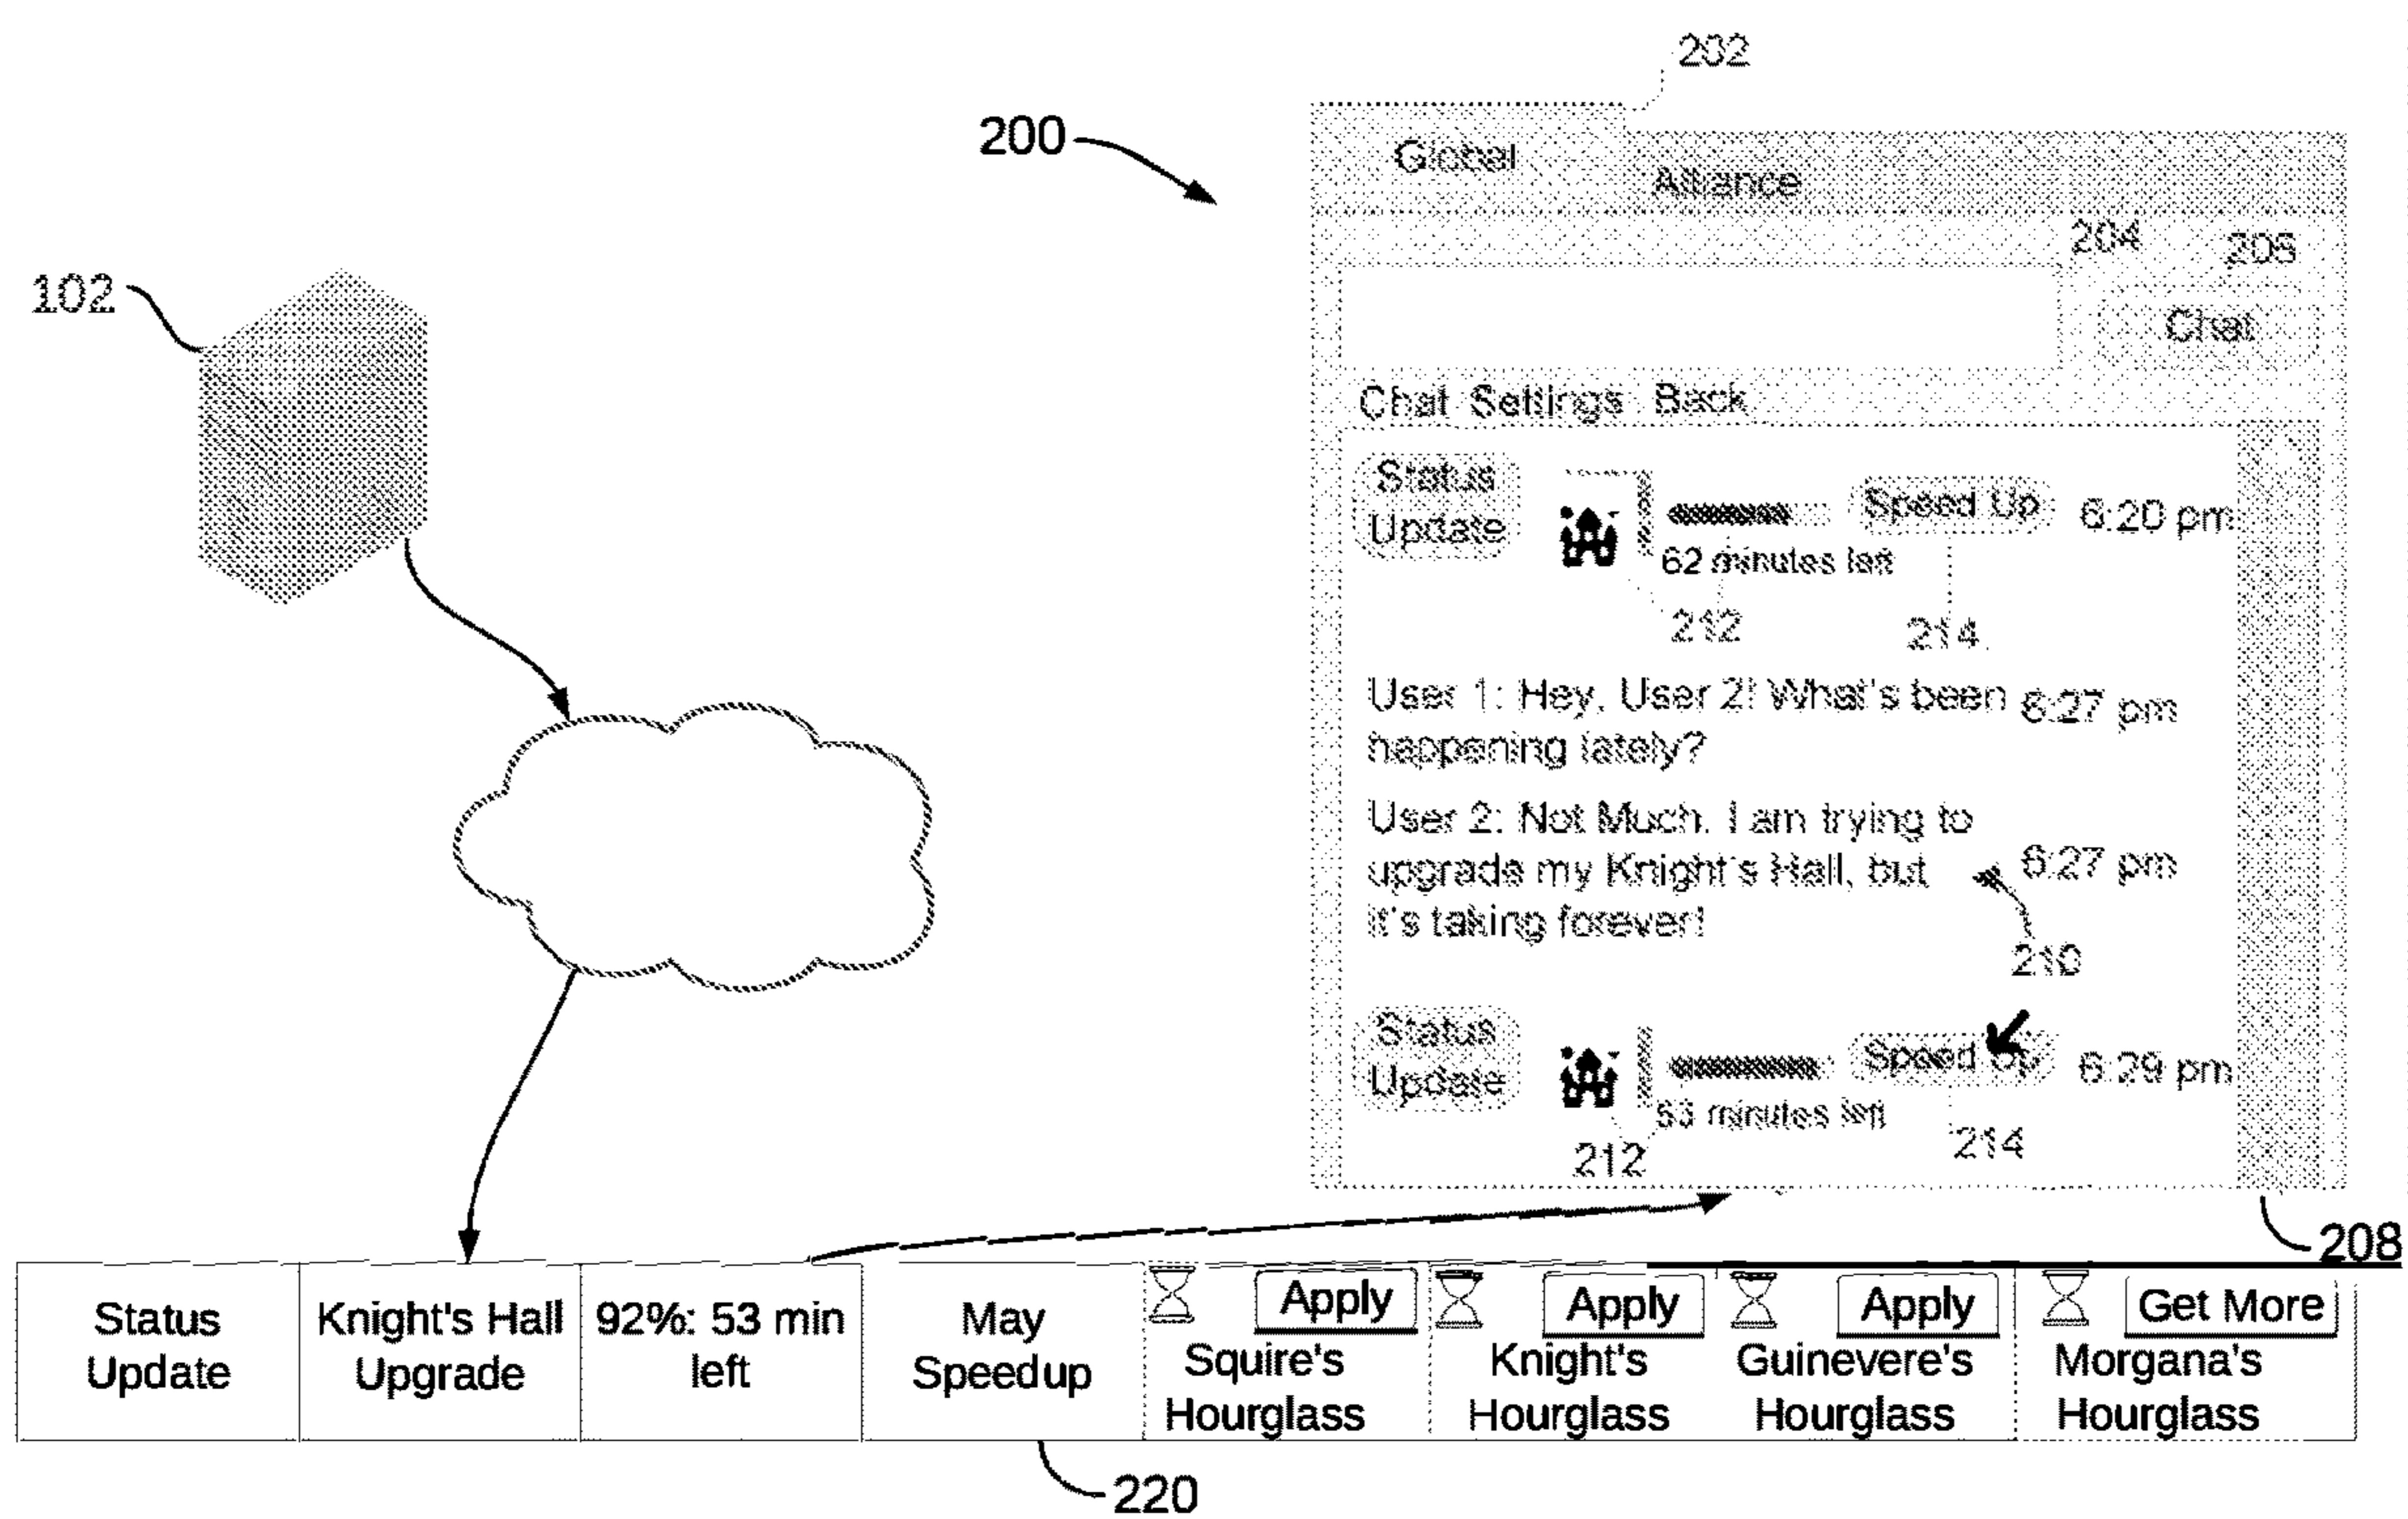 202
200
Global
Alliance
204
206
102
Chat
Chat Settings Back
Status
Update
Speed Up
6:20 pm
62 minutes left
212
214
User 1: Hey, User 2! What's been
happening lately?
6:27 pm
User 2: Not Much. I am trying to
upgrade my Knight's Hall, but
it's taking forever!
6:27 pm
210
Status
Update
Speed Up
6:29 pm
53 minutes left
212
214
208
Status
Update
Knight's Hall
Upgrade
92%: 53 min
left
May
Speedup
Apply
Squire's
Hourglass
Apply
Knight's
Hourglass
Apply
Guinevere's
Hourglass
Get More
Morgana's
Hourglass
220